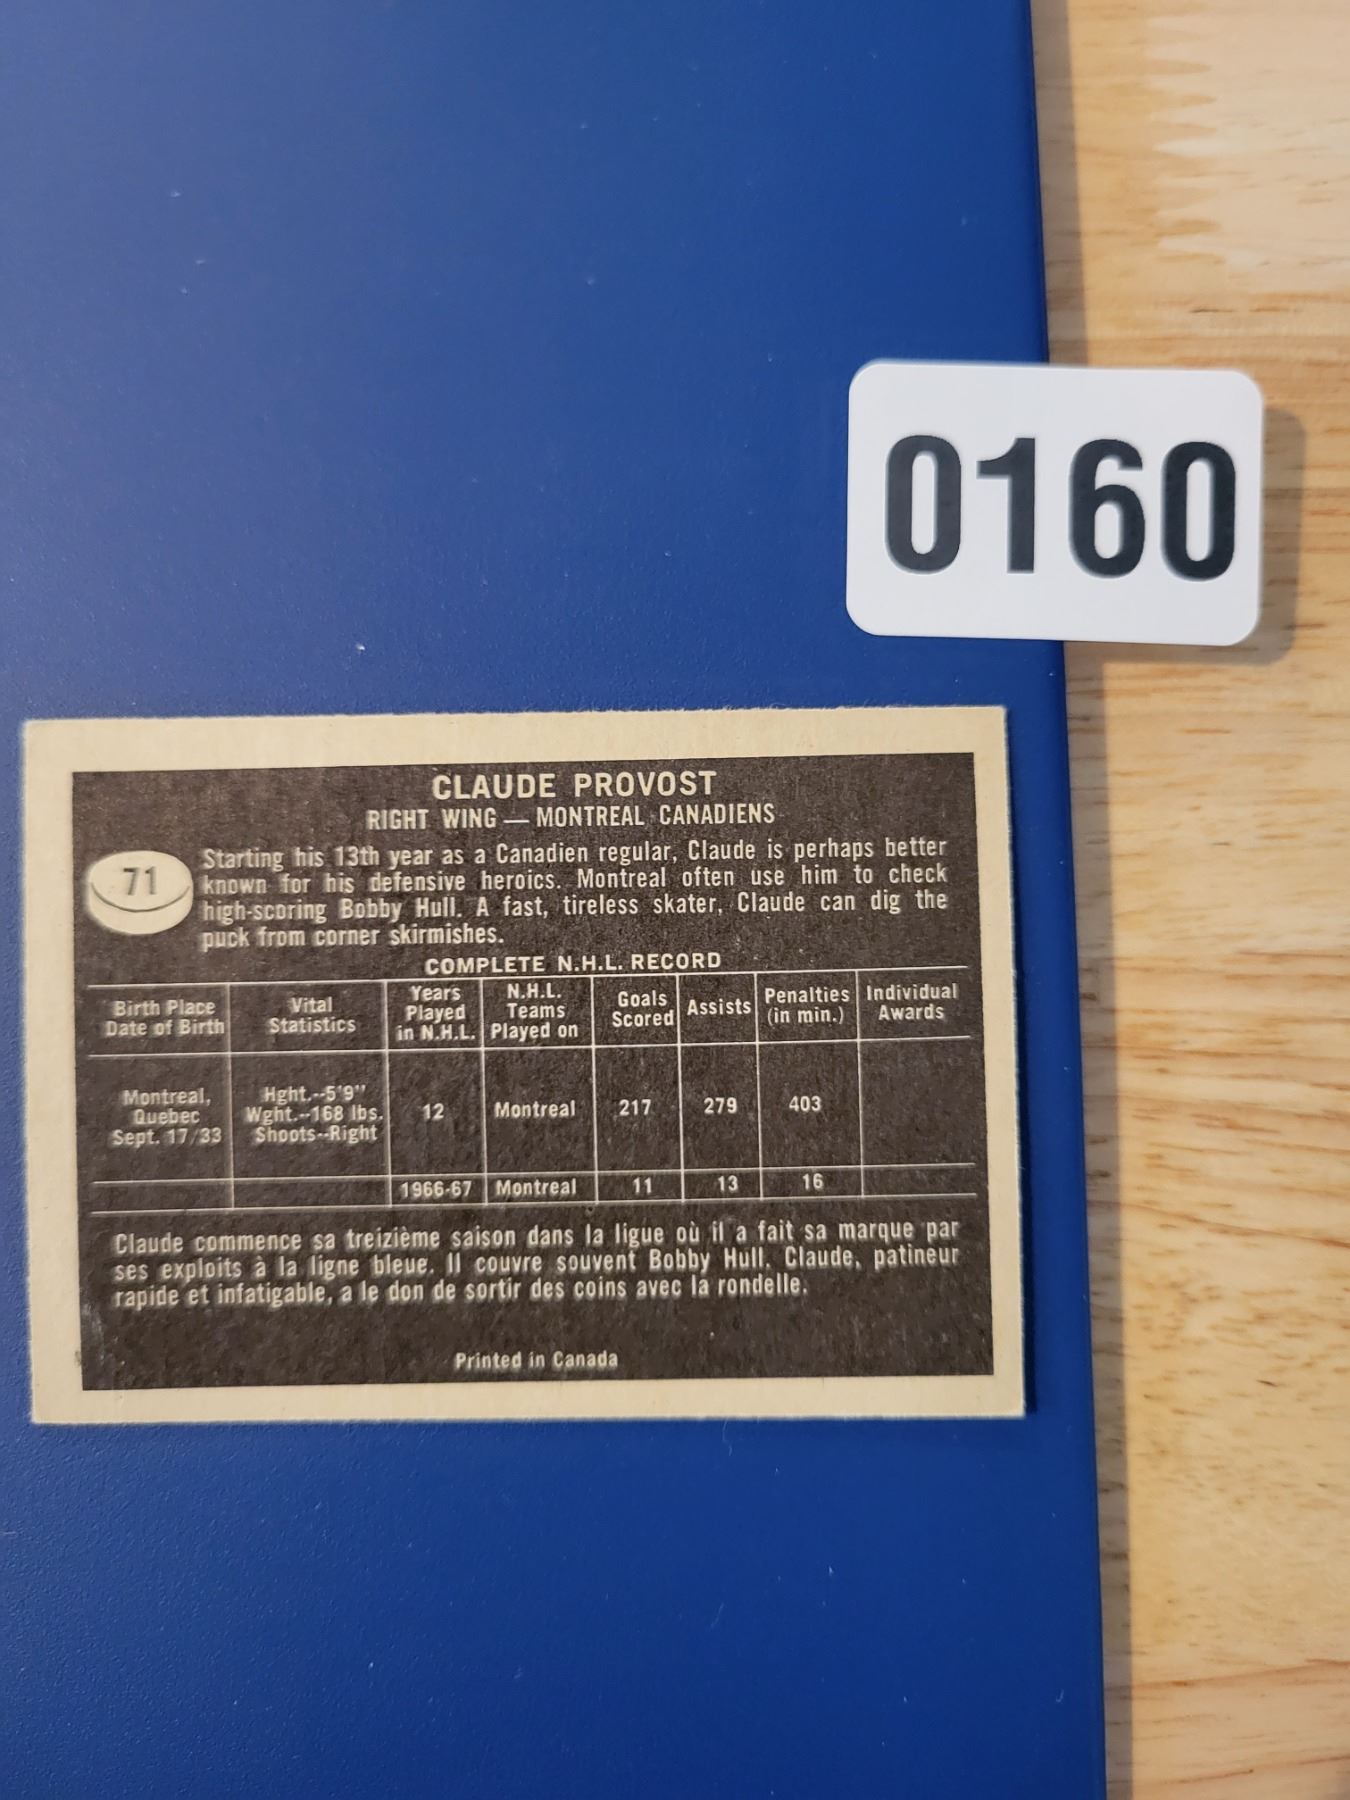 0160
CLAUDE PROVOST
RIGHT WING — MONTREAL CANADIENS
71
Starting his 13th year as a Canadien regular, Claude is perhaps better
known for his defensive heroics. Montreal often use him to check
high-scoring Bobby Hull. A fast, tireless skater, Claude can dig the
puck from corner skirmishes.
COMPLETE N.H.L. RECORD
Birth Place Date of Birth | Vital Statistics | Years Played in N.H.L. | N.H.L. Teams Played on | Goals Scored | Assists | Penalties (in min.) | Individual Awards
Montreal, Quebec Sept. 17/33 | Hght.--5'9" Wght.--168 lbs. Shoots--Right | 12 | Montreal | 217 | 279 | 403
1966-67 | Montreal | 11 | 13 | 16
Claude commence sa treizième saison dans la ligue où il a fait sa marque par
ses exploits à la ligne bleue. Il couvre souvent Bobby Hull. Claude, patineur
rapide et infatigable, a le don de sortir des coins avec la rondelle.
Printed in Canada